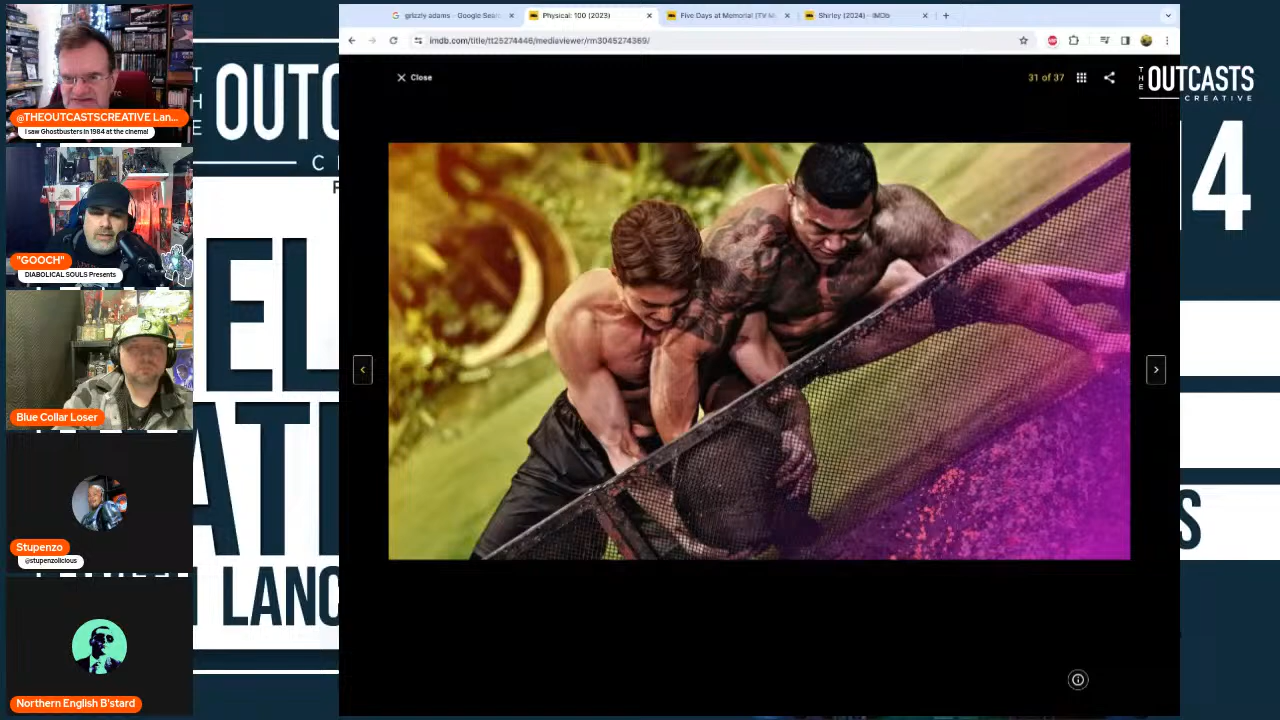 grizzly adams - Google Sear
Physical: 100 (2023)
Five Days at Memorial (TV M
Shirley (2024) - IMDb
imdb.com/title/tt25274446/mediaviewer/rm3045274369/
Close
31 of 37
THE OUTCASTS
CREATIVE
@THEOUTCASTSCREATIVE Lan...
I saw Ghostbusters in 1984 at the cinema!
"GOOCH"
DIABOLICAL SOULS Presents
Blue Collar Loser
Stupenzo
@stupenzolicious
Northern English B'stard
T
H
E
OUTC
C
F
EL
AT
LANC
4
S